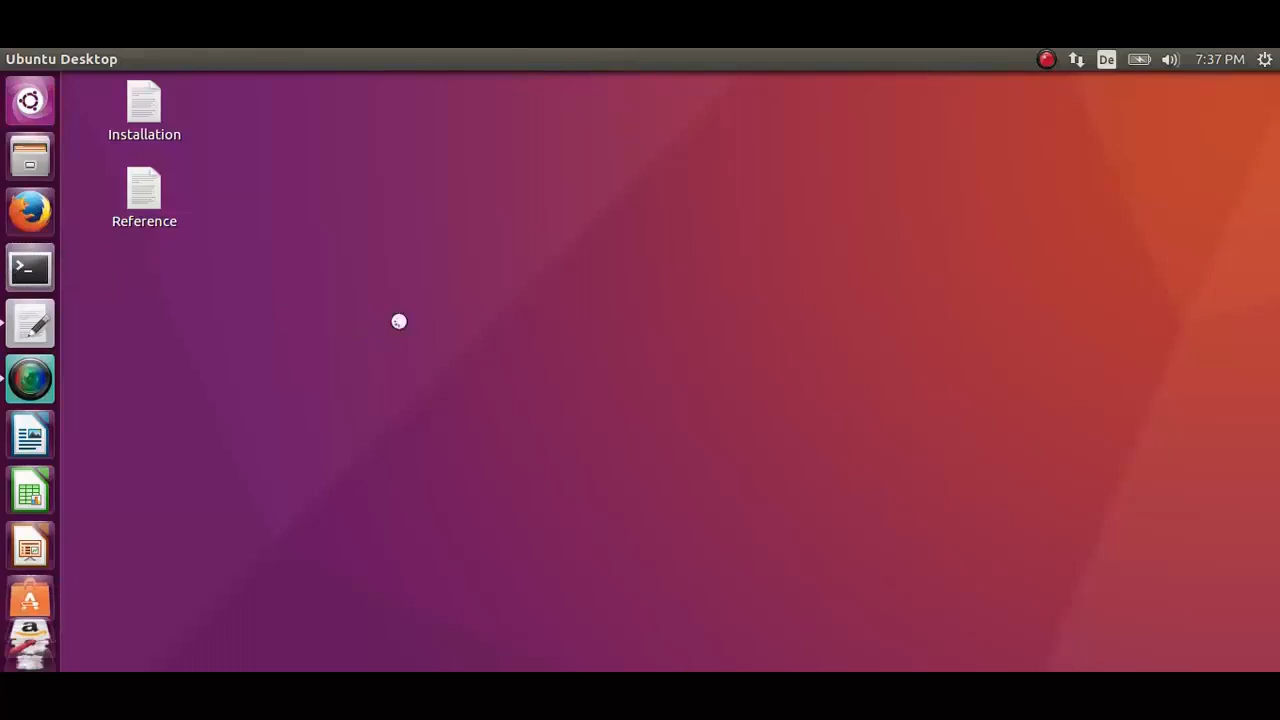 Ubuntu Desktop
De
7:37 PM
Installation
Reference
>_
A
a